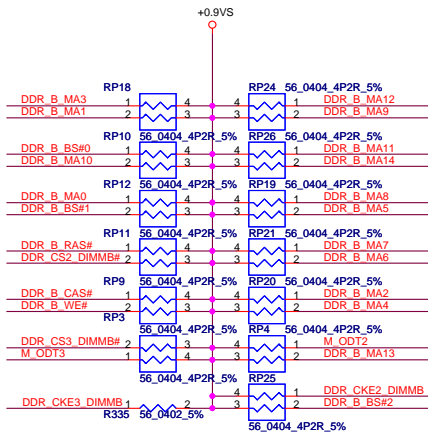 +0.9VS
RP18 RP24 56_0404_4P2R_5%
DDR_B_MA3 1 4 4 1 DDR_B_MA12
DDR_B_MA1 2 3 3 2 DDR_B_MA9
RP10 56_0404_4P2R_5% RP26 56_0404_4P2R_5%
DDR_B_BS#0 1 4 4 1 DDR_B_MA11
DDR_B_MA10 2 3 3 2 DDR_B_MA14
RP12 56_0404_4P2R_5% RP19 56_0404_4P2R_5%
DDR_B_MA0 1 4 4 1 DDR_B_MA8
DDR_B_BS#1 2 3 3 2 DDR_B_MA5
RP11 56_0404_4P2R_5% RP21 56_0404_4P2R_5%
DDR_B_RAS# 1 4 4 1 DDR_B_MA7
DDR_CS2_DIMMB# 2 3 3 2 DDR_B_MA6
RP9 56_0404_4P2R_5% RP20 56_0404_4P2R_5%
DDR_B_CAS# 1 4 4 1 DDR_B_MA2
DDR_B_WE# 2 3 3 2 DDR_B_MA4
RP3 56_0404_4P2R_5% RP4 56_0404_4P2R_5%
DDR_CS3_DIMMB# 2 3 4 1 M_ODT2
M_ODT3 1 4 3 2 DDR_B_MA13
56_0404_4P2R_5% RP25
4 1 DDR_CKE2_DIMMB
DDR_CKE3_DIMMB 1 2 3 2 DDR_B_BS#2
R335 56_0402_5%
56_0404_4P2R_5%